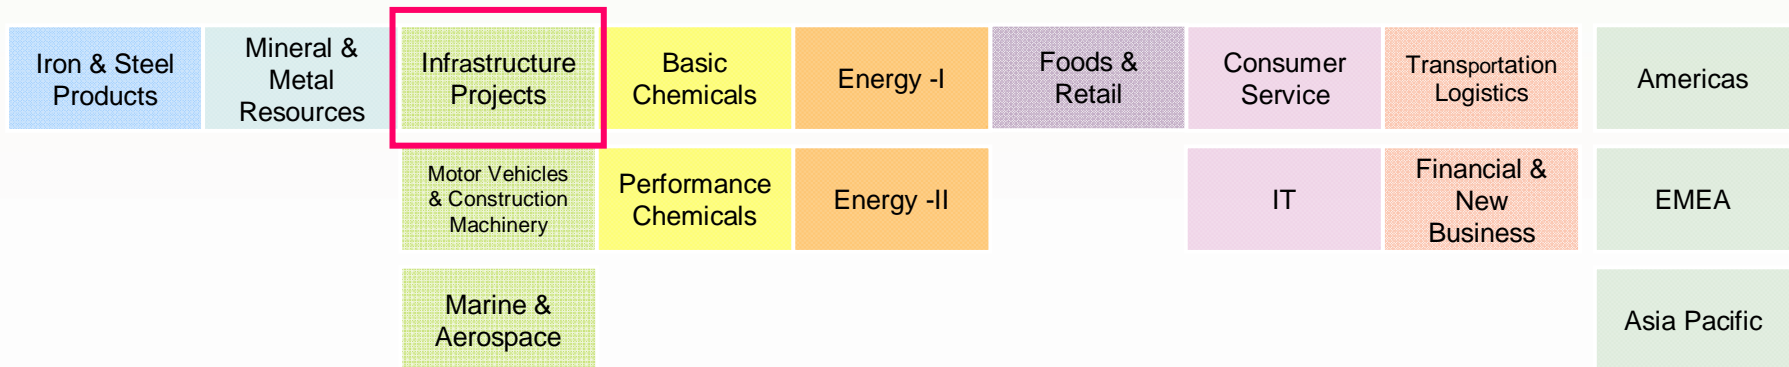 Iron & Steel
Products
Mineral &
Metal
Resources
Infrastructure
Projects
Basic
Chemicals
Energy -I
Foods &
Retail
Consumer
Service
Transportation
Logistics
Americas
Motor Vehicles
& Construction
Machinery
Performance
Chemicals
Energy -II
IT
Financial &
New
Business
EMEA
Marine &
Aerospace
Asia Pacific